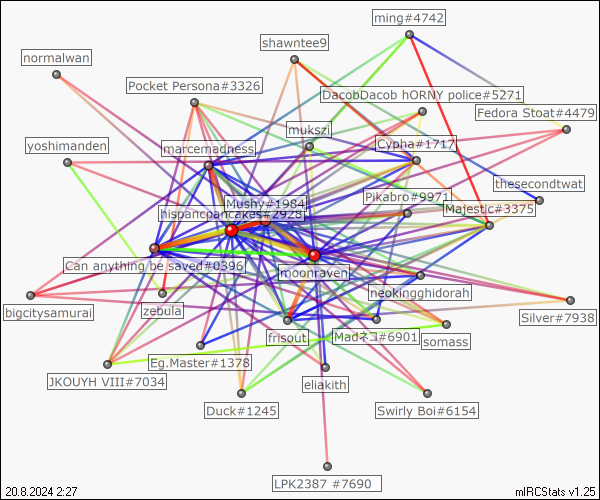 ming#4742
shawntee9
normalwan
Pocket Persona#3326
DacobDacob hORNY police#5271
Fedora Stoat#4479
mukszi
yoshimanden
marcemadness
Cypha#1717
thesecondtwat
Pikabro#9971
Mushy#1984
Majestic#3375
hispancpancakes#2928
Can anything be saved#0396
moonraven
neokingghidorah
bigcitysamurai
zebula
Silver#7938
frisout
Madネコ#6901
somass
Eg.Master#1378
JKOUYH VIII#7034
eliakith
Duck#1245
Swirly Boi#6154
LPK2387 #7690
20.8.2024 2:27
mIRCStats v1.25